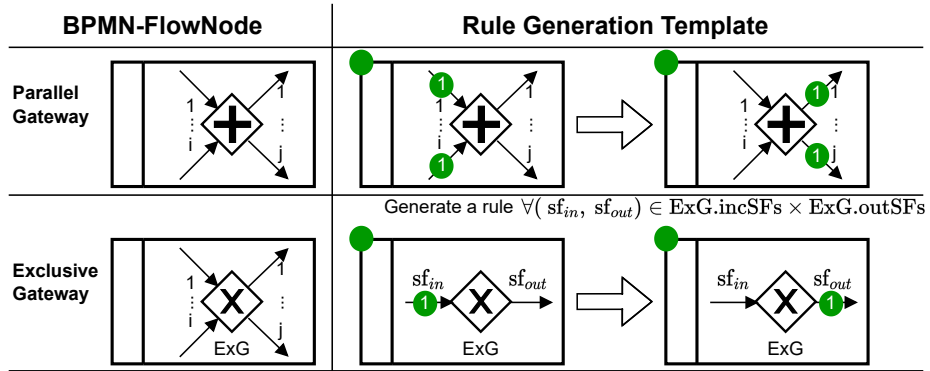 BPMN-FlowNode
Rule Generation Template
Parallel
Gateway
1
⋮
i
1
⋮
j
1
1
1
⋮
i
1
⋮
j
1
⋮
i
1
1
1
⋮
j
Generate a rule ∀( sf_in, sf_out) ∈ ExG.incSFs × ExG.outSFs
Exclusive
Gateway
1
...
i
X
1
...
j
ExG
sf_in
sf_out
1
X
ExG
sf_in
sf_out
X
1
ExG